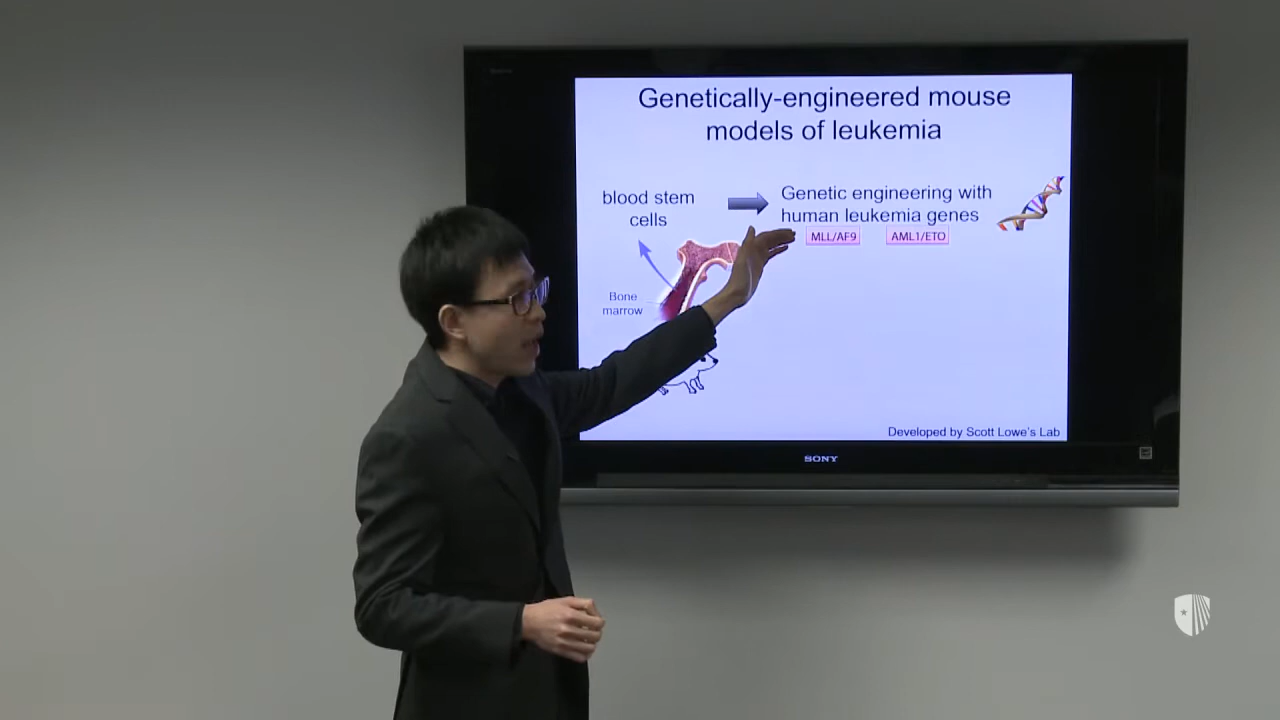 Genetically-engineered mouse
models of leukemia
blood stem
cells
Genetic engineering with
human leukemia genes
MLL/AF9
AML1/ETO
Bone
marrow
Developed by Scott Lowe's Lab
SONY